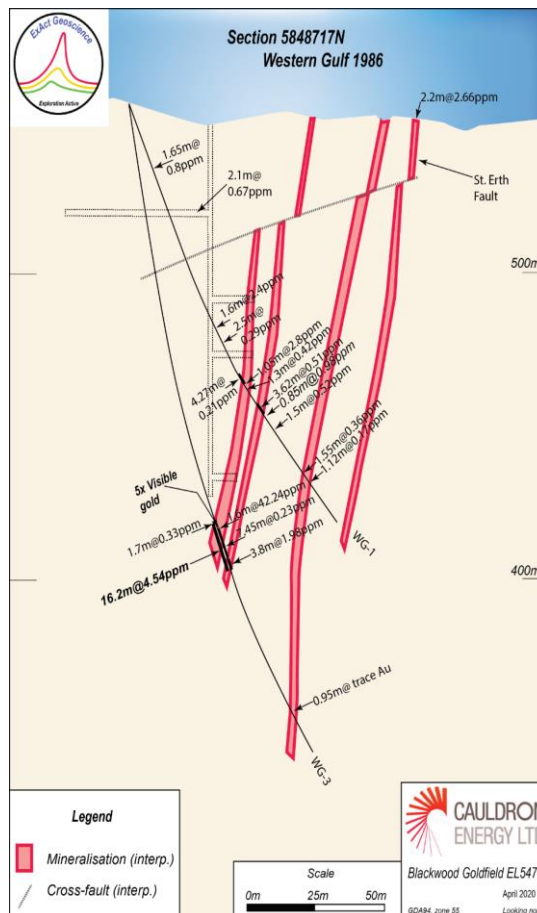 ExAct Geoscience
Exploration Active
Section 5848717N
Western Gulf 1986
2.2m@2.66ppm
1.65m@
0.8ppm
2.1m@
0.67ppm
St. Erth
Fault
500m
1.6m@2.4ppm
2.5m@
0.29ppm
1.05m@2.8ppm
1.3m@0.42ppm
4.27m@
0.21ppm
3.62m@0.51ppm
0.85m@0.98ppm
1.5m@0.52ppm
1.55m@0.36ppm
1.12m@0.17ppm
5x Visible
gold
1.6m@42.24ppm
.45m@0.23ppm
1.7m@0.33ppm
3.8m@1.98ppm
16.2m@4.54ppm
WG-1
400m
0.95m@ trace Au
WG-3
Legend
Mineralisation (interp.)
Cross-fault (interp.)
Scale
0m 25m 50m
CAULDRON
ENERGY LTD
Blackwood Goldfield EL547
April 2020
GDA94, zone 55
Looking no